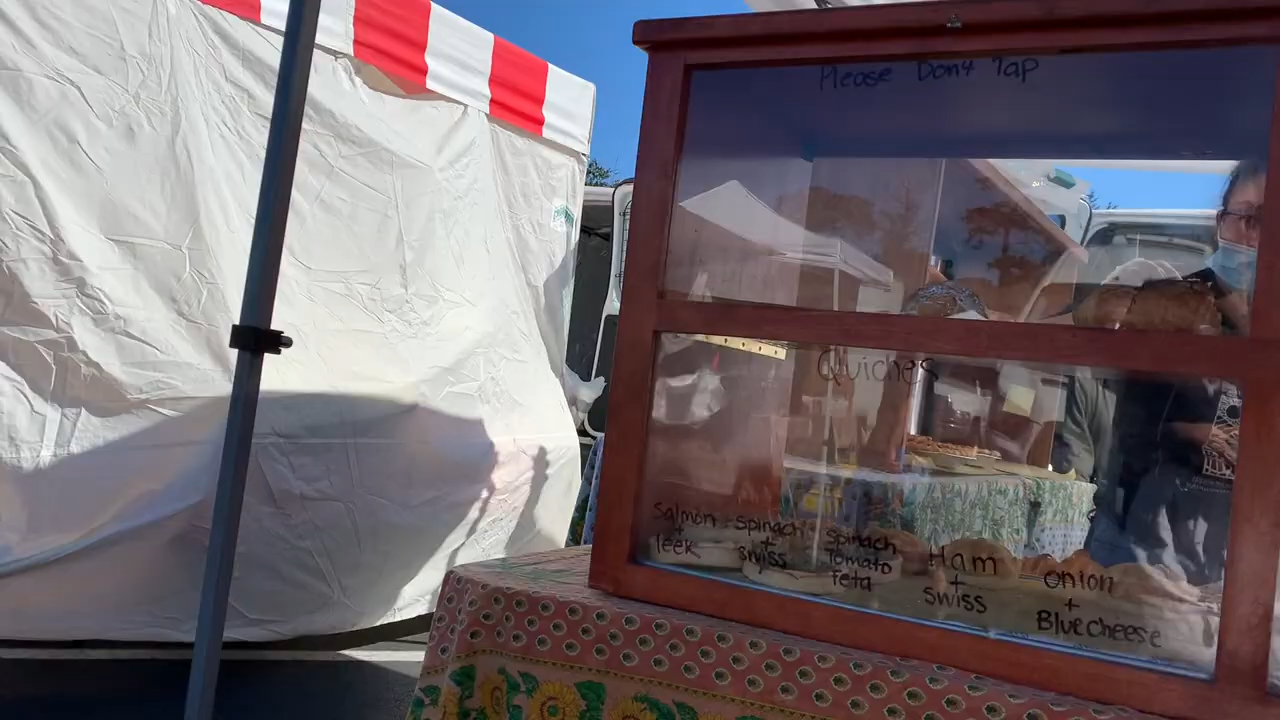 Please Don't Tap
Quiches
Salmon
+
leek
spinach
+
swiss
spinach
Tomato
Feta
Ham
+
swiss
onion
+
Blue cheese